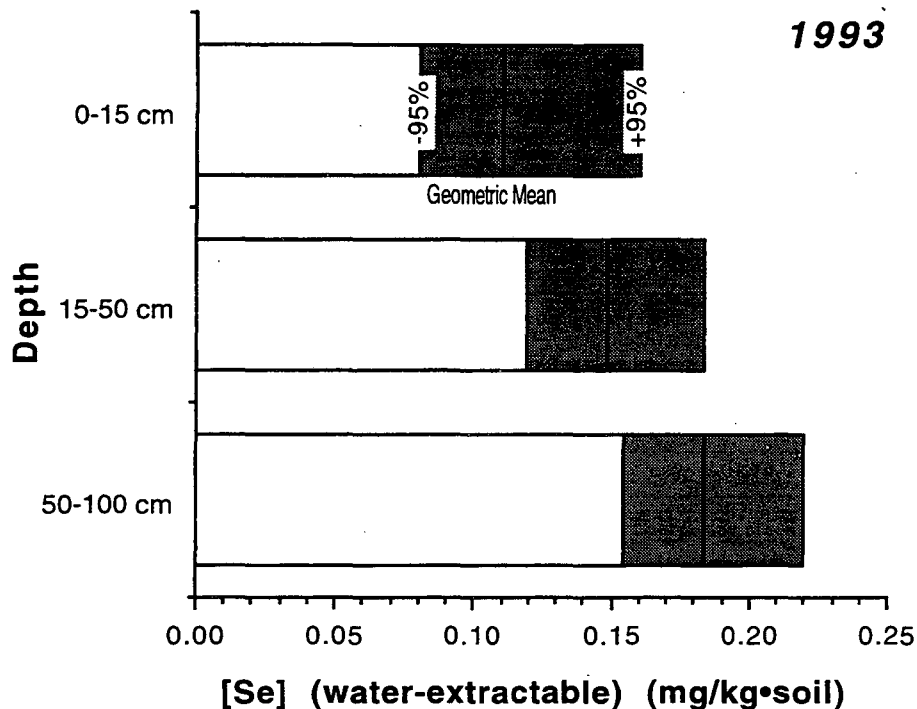 1993
0-15 cm
-95%
+95%
Geometric Mean
Depth
15-50 cm
50-100 cm
0.00 0.05 0.10 0.15 0.20 0.25
[Se] (water-extractable) (mg/kg•soil)